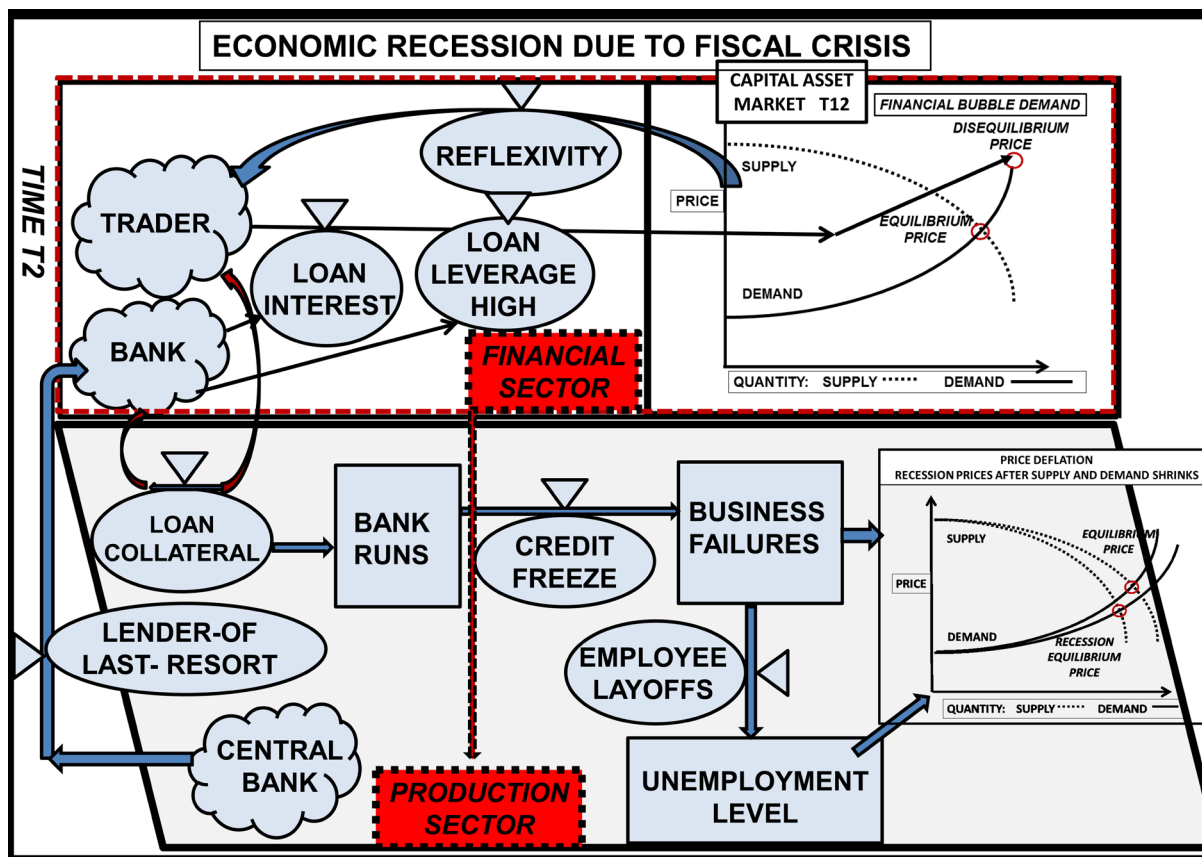 ECONOMIC RECESSION DUE TO FISCAL CRISIS
TIME T2
TRADER
BANK
LOAN
INTEREST
REFLEXIVITY
LOAN
LEVERAGE
HIGH
FINANCIAL
SECTOR
CAPITAL ASSET
MARKET T12
FINANCIAL BUBBLE DEMAND
DISEQUILIBRIUM
PRICE
SUPPLY
PRICE
EQUILIBRIUM
PRICE
DEMAND
QUANTITY: SUPPLY DEMAND
LOAN
COLLATERAL
BANK
RUNS
CREDIT
FREEZE
BUSINESS
FAILURES
LENDER-OF
LAST- RESORT
EMPLOYEE
LAYOFFS
CENTRAL
BANK
PRODUCTION
SECTOR
UNEMPLOYMENT
LEVEL
PRICE DEFLATION
RECESSION PRICES AFTER SUPPLY AND DEMAND SHRINKS
SUPPLY
EQUILIBRIUM
PRICE
PRICE
DEMAND
RECESSION
EQUILIBRIUM
PRICE
QUANTITY: SUPPLY DEMAND